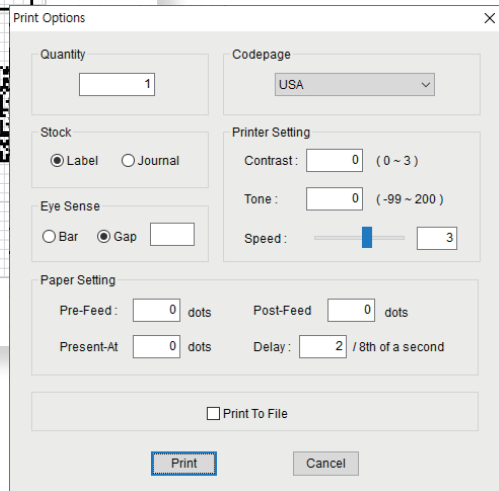 Print Options
Quantity
1
Codepage
USA
Stock
Label Journal
Printer Setting
Contrast : 0 ( 0 ~ 3 )
Tone : 0 ( -99 ~ 200 )
Speed : 3
Eye Sense
Bar Gap
Paper Setting
Pre-Feed : 0 dots Post-Feed 0 dots
Present-At 0 dots Delay : 2 / 8th of a second
Print To File
Print Cancel